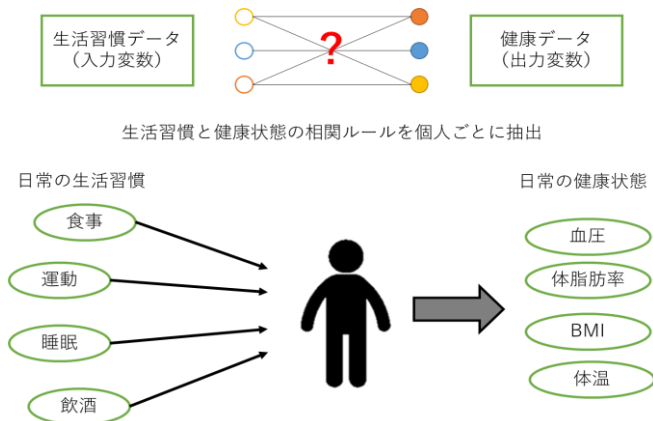 生活習慣データ
（入力変数）
?
健康データ
（出力変数）
生活習慣と健康状態の相関ルールを個人ごとに抽出
日常の生活習慣
食事
運動
睡眠
飲酒
日常の健康状態
血圧
体脂肪率
BMI
体温